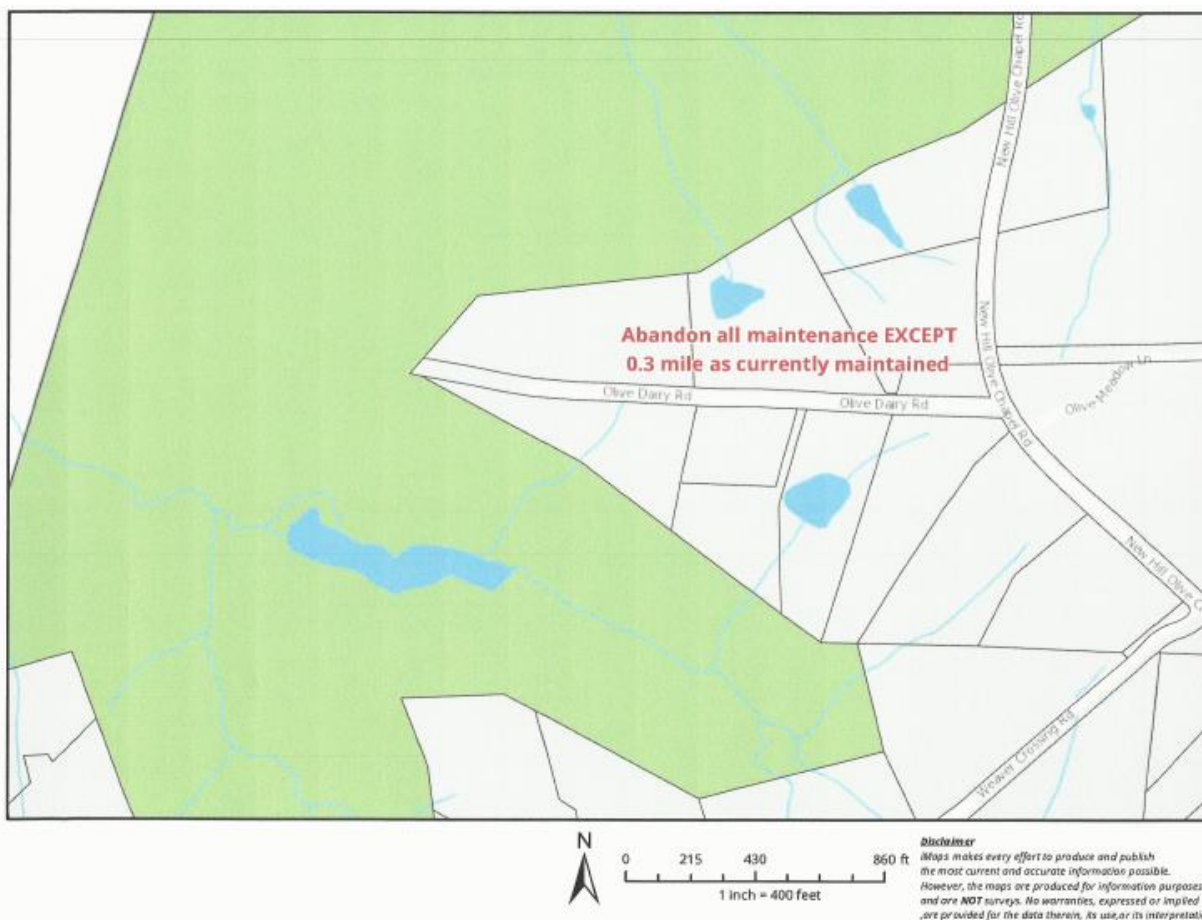 New Hill Olive Chapel Rd
Abandon all maintenance EXCEPT
0.3 mile as currently maintained
New Hill Olive Chapel Rd
Olive Meadow Ln
Olive Dairy Rd
Olive Dairy Rd
New Hill Olive C
Weaver Crossing Rd
N
0 215 430 860 ft
1 inch = 400 feet
Disclaimer
iMaps makes every effort to produce and publish
the most current and accurate information possible.
However, the maps are produced for information purposes
and are NOT surveys. No warranties, expressed or implied
,are provided for the data therein, its use,or its interpretati